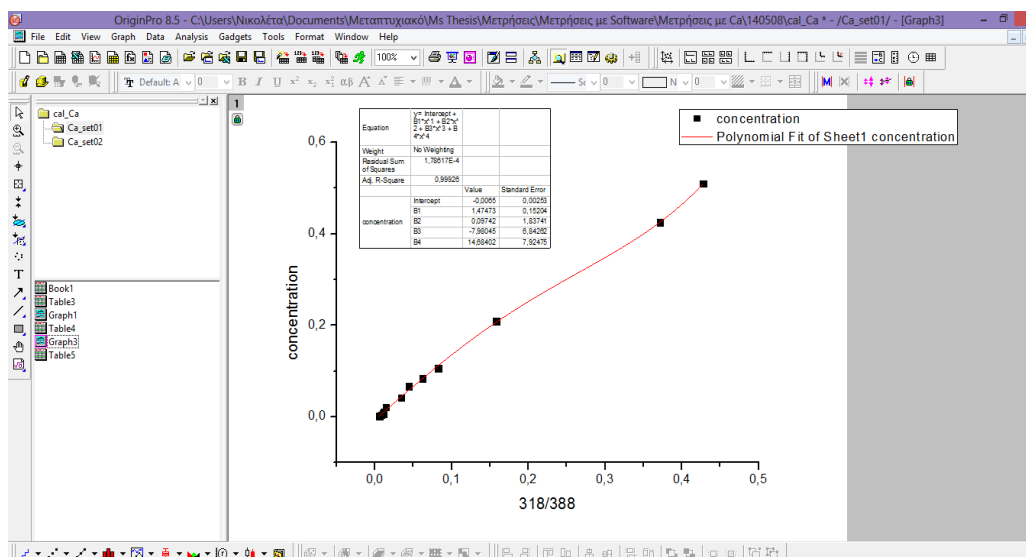 OriginPro 8.5 - C:\Users\Νικολέτα\Documents\Μεταπτυχιακό\Ms Thesis\Μετρήσεις\Μετρήσεις με Software\Μετρήσεις με Ca\140508\cal_Ca * - /Ca_set01/ - [Graph3]
File Edit View Graph Data Analysis Gadgets Tools Format Window Help
100%
Default: A 0 B I U αβ A A 0 N 0
cal_Ca
Ca_set01
Ca_set02
Book1
Table3
Graph1
Table4
Graph3
Table5
1
concentration
Polynomial Fit of Sheet1 concentration
Equation
y= Intercept +
B1*x^1 + B2*x^
2 + B3*x^3 + B
4*x^4
Weight No Weighting
Residual Sum
of Squares
1,78617E-4
Adj. R-Square 0,99926
Value Standard Error
concentration
Intercept -0,0065 0,00253
B1 1,47473 0,15204
B2 0,09742 1,83741
B3 -7,98045 6,84262
B4 14,68402 7,92475
0,6
0,4
0,2
0,0
concentration
0,0 0,1 0,2 0,3 0,4 0,5
318/388